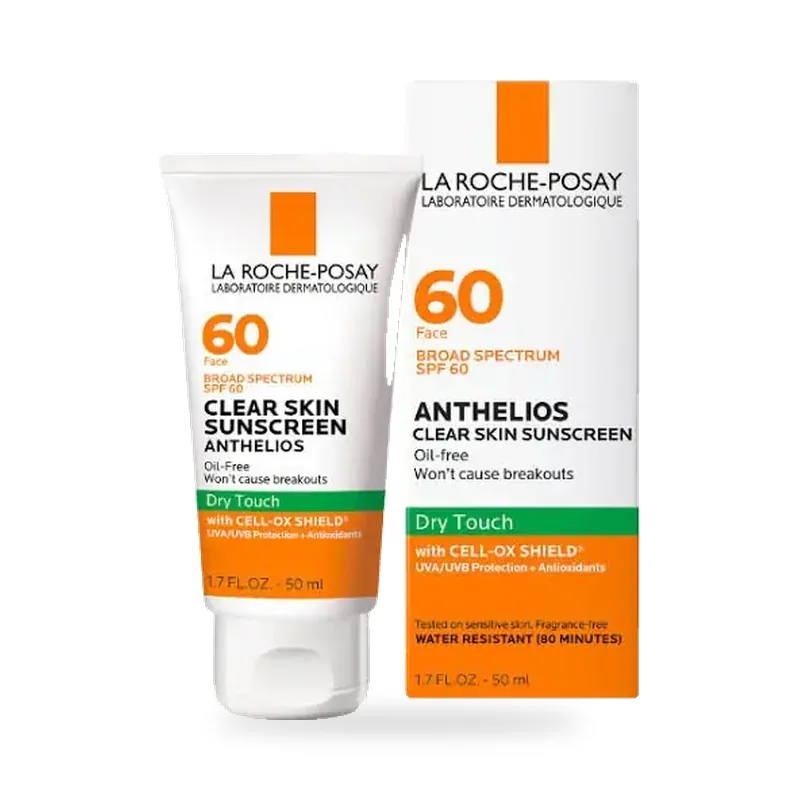 LA ROCHE-POSAY
LABORATOIRE DERMATOLOGIQUE
60
Face
BROAD SPECTRUM
SPF 60
CLEAR SKIN
SUNSCREEN
ANTHELIOS
Oil-Free
Won't cause breakouts
Dry Touch
with CELL-OX SHIELD®
UVA/UVB Protection + Antioxidants
1.7 FL.OZ. - 50 ml
LA ROCHE-POSAY
LABORATOIRE DERMATOLOGIQUE
60
Face
BROAD SPECTRUM
SPF 60
ANTHELIOS
CLEAR SKIN SUNSCREEN
Oil-free
Won't cause breakouts
Dry Touch
with CELL-OX SHIELD®
UVA/UVB Protection + Antioxidants
Tested on sensitive skin. Fragrance-free
WATER RESISTANT (80 MINUTES)
1.7 FL.OZ. - 50 ml